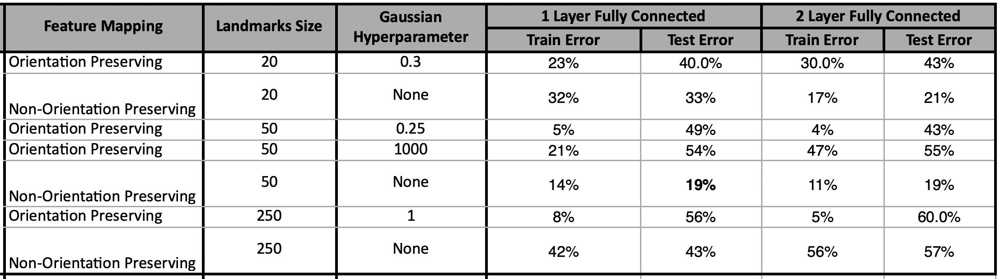 Feature Mapping Landmarks Size Gaussian Hyperparameter 1 Layer Fully Connected 2 Layer Fully Connected
Train Error Test Error Train Error Test Error
Orientation Preserving 20 0.3 23% 40.0% 30.0% 43%
Non-Orientation Preserving 20 None 32% 33% 17% 21%
Orientation Preserving 50 0.25 5% 49% 4% 43%
Orientation Preserving 50 1000 21% 54% 47% 55%
Non-Orientation Preserving 50 None 14% 19% 11% 19%
Orientation Preserving 250 1 8% 56% 5% 60.0%
Non-Orientation Preserving 250 None 42% 43% 56% 57%